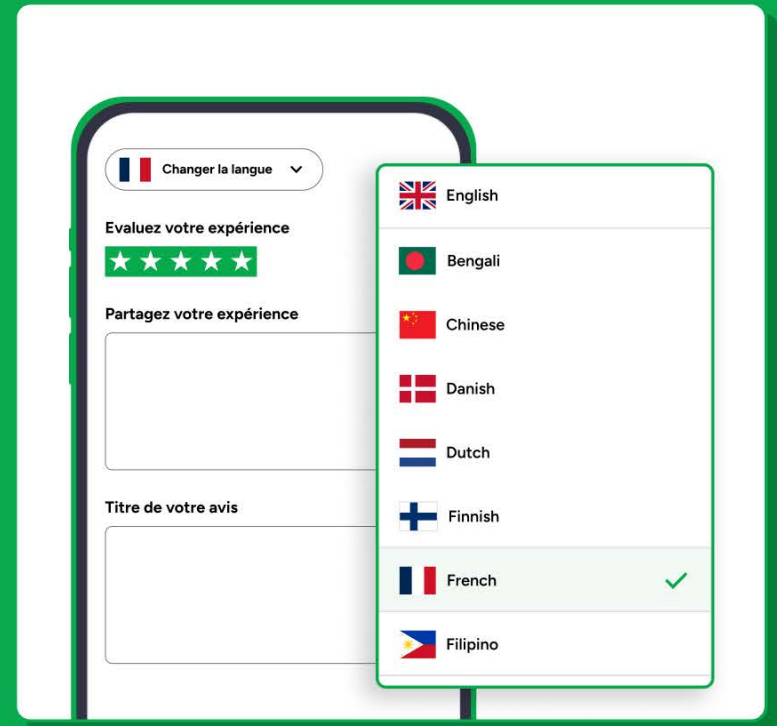 Changer la langue
Evaluez votre expérience
Partagez votre expérience
Titre de votre avis
English
Bengali
Chinese
Danish
Dutch
Finnish
French
Filipino